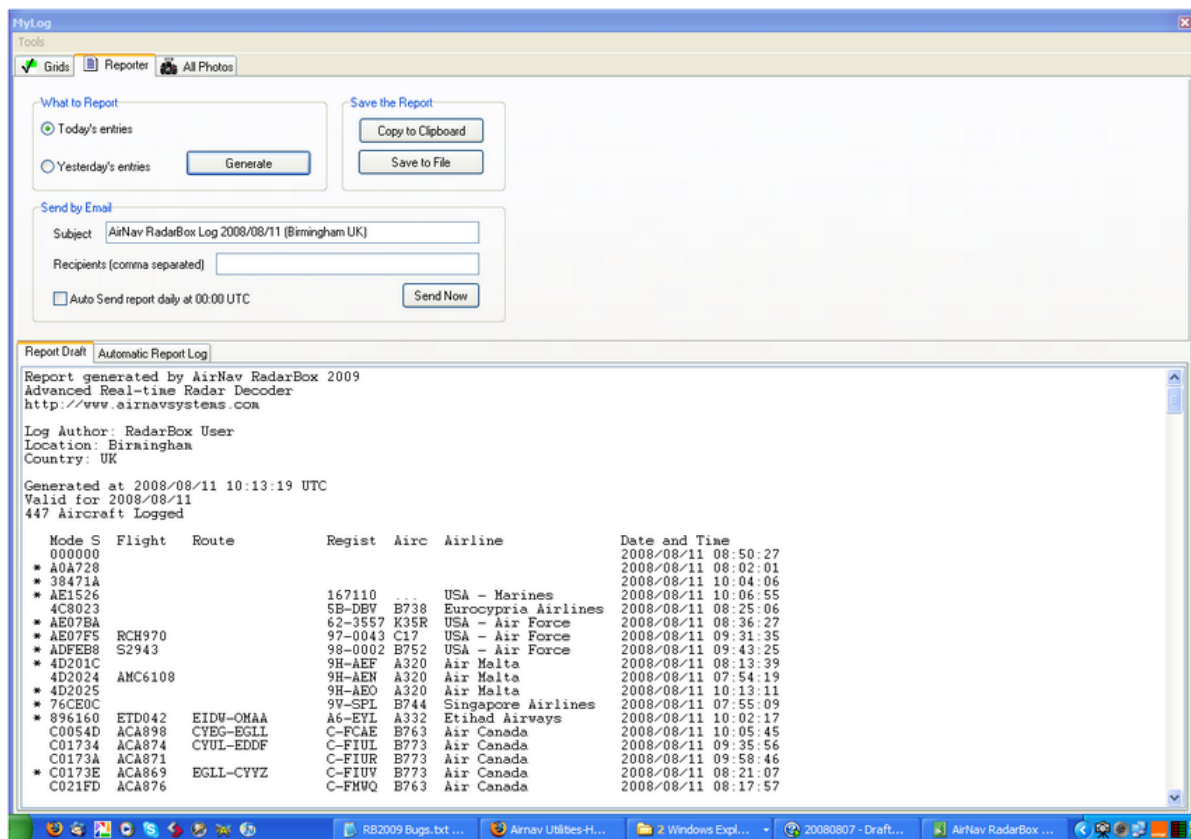 MyLog
Tools
Grids Reporter All Photos
What to Report
Today's entries
Yesterday's entries
Generate
Save the Report
Copy to Clipboard
Save to File
Send by Email
Subject AirNav RadarBox Log 2008/08/11 (Birmingham UK)
Recipients (comma separated)
Auto Send report daily at 00:00 UTC
Send Now
Report Draft Automatic Report Log
Report generated by AirNav RadarBox 2009
Advanced Real-time Radar Decoder
http://www.airnavsystems.com
Log Author: RadarBox User
Location: Birmingham
Country: UK
Generated at 2008/08/11 10:13:19 UTC
Valid for 2008/08/11
447 Aircraft Logged
Mode S Flight Route Regist Airc Airline Date and Time
000000 2008/08/11 08:50:27
* A0A728 2008/08/11 08:02:01
* 38471A 2008/08/11 10:04:06
* AE1526 167110 ... USA - Marines 2008/08/11 10:06:55
4C8023 5B-DBV B738 Eurocypria Airlines 2008/08/11 08:25:06
* AE07BA 62-3557 K35R USA - Air Force 2008/08/11 08:36:27
* AE07F5 RCH970 97-0043 C17 USA - Air Force 2008/08/11 09:31:35
* ADFEB8 S2943 98-0002 B752 USA - Air Force 2008/08/11 09:43:25
* 4D201C 9H-AEF A320 Air Malta 2008/08/11 08:13:39
4D2024 AMC6108 9H-AEN A320 Air Malta 2008/08/11 07:54:19
* 4D2025 9H-AEO A320 Air Malta 2008/08/11 10:13:11
* 76CE0C 9V-SPL B744 Singapore Airlines 2008/08/11 07:55:09
* 896160 ETD042 EIDW-OMAA A6-EYL A332 Etihad Airways 2008/08/11 10:02:17
C0054D ACA898 CYEG-EGLL C-FCAE B763 Air Canada 2008/08/11 10:05:45
C01734 ACA874 CYUL-EDDF C-FIUL B773 Air Canada 2008/08/11 09:35:56
C0173A ACA871 C-FIUR B773 Air Canada 2008/08/11 09:58:46
* C0173E ACA869 EGLL-CYYZ C-FIUV B773 Air Canada 2008/08/11 08:21:07
C021FD ACA876 C-FMWQ B763 Air Canada 2008/08/11 08:17:57
RB2009 Bugs.txt ... Airnav Utilities-H... 2 Windows Expl... 20080807 - Draft... AirNav RadarBox ...